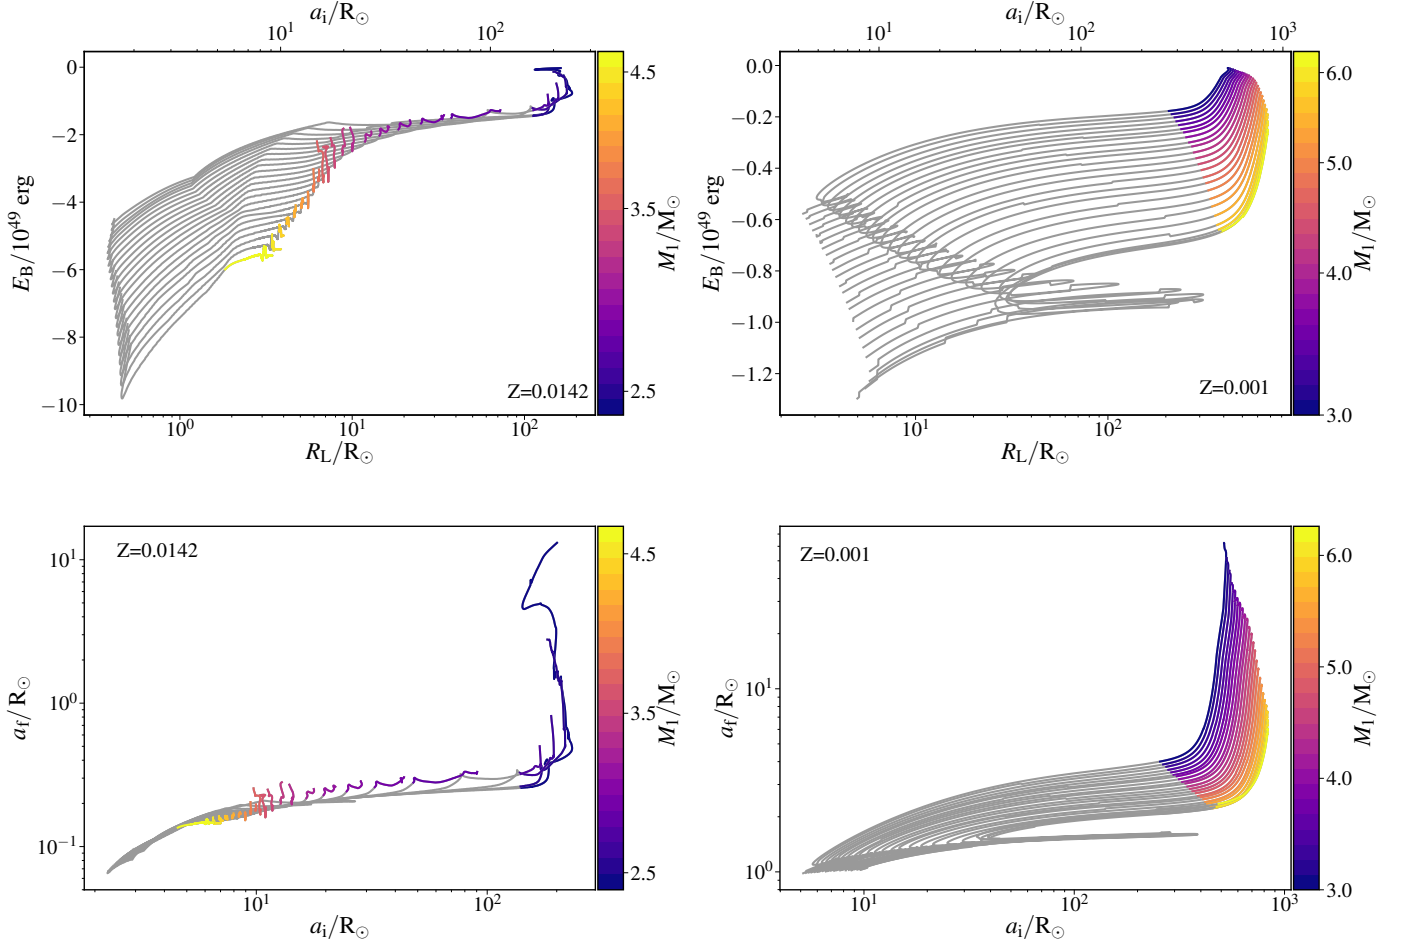 a_i/R_☉
a_i/R_☉
10^1 10^2
10^1 10^2 10^3
0
−2
−4
−6
−8
−10
E_B/10^49 erg
Z=0.0142
10^0 10^1 10^2
R_L/R_☉
4.5
3.5
2.5
M_1/M_☉
0.0
−0.2
−0.4
−0.6
−0.8
−1.0
−1.2
E_B/10^49 erg
Z=0.001
10^1 10^2
R_L/R_☉
6.0
5.0
4.0
3.0
M_1/M_☉
Z=0.0142
10^1
10^0
10^−1
a_f/R_☉
10^1 10^2
a_i/R_☉
4.5
3.5
2.5
M_1/M_☉
Z=0.001
10^1
10^0
a_f/R_☉
10^1 10^2 10^3
a_i/R_☉
6.0
5.0
4.0
3.0
M_1/M_☉